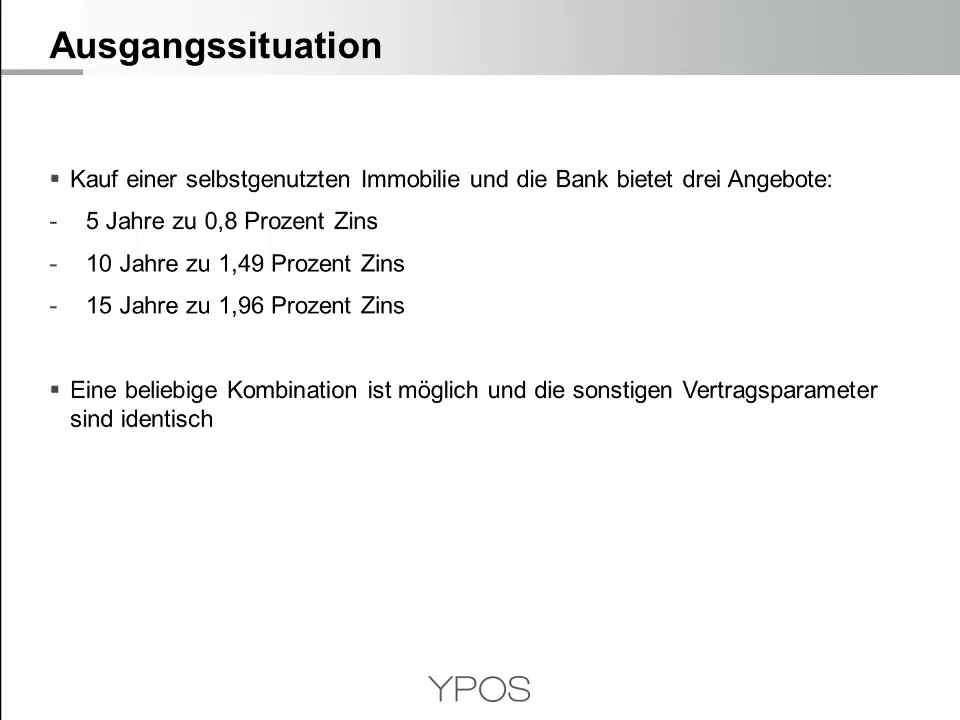 Ausgangssituation
▪ Kauf einer selbstgenutzten Immobilie und die Bank bietet drei Angebote:
- 5 Jahre zu 0,8 Prozent Zins
- 10 Jahre zu 1,49 Prozent Zins
- 15 Jahre zu 1,96 Prozent Zins
▪ Eine beliebige Kombination ist möglich und die sonstigen Vertragsparameter
sind identisch
YPOS